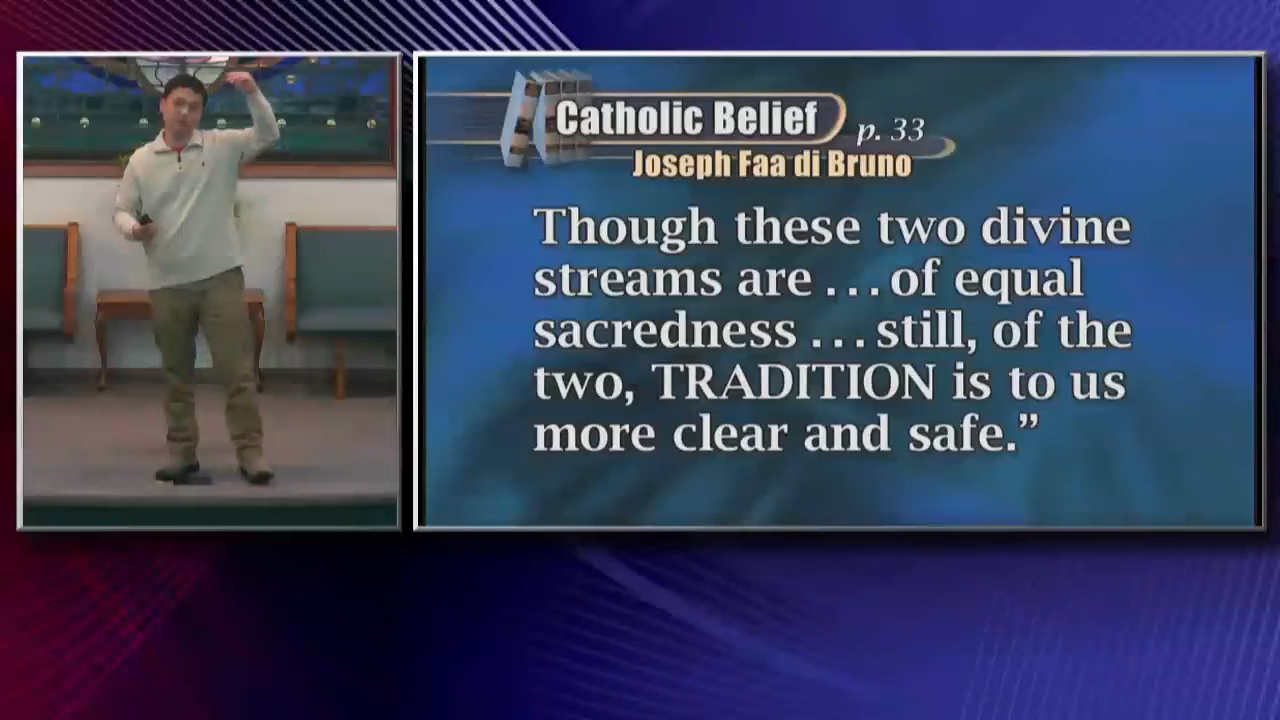 Catholic Belief p. 33
Joseph Faa di Bruno
Though these two divine
streams are . . . of equal
sacredness . . . still, of the
two, TRADITION is to us
more clear and safe.”